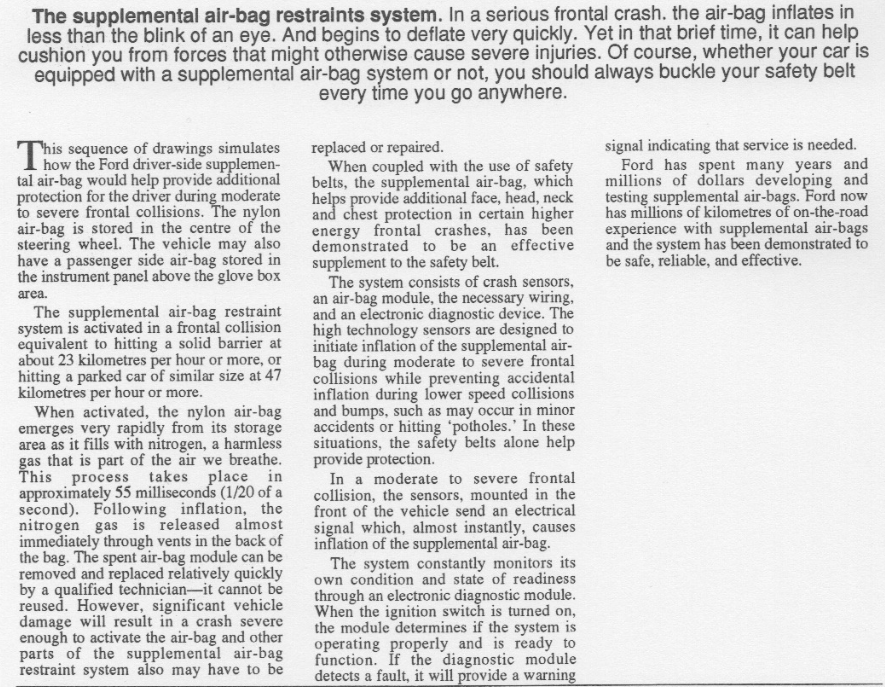 The supplemental air-bag restraints system. In a serious frontal crash. the air-bag inflates in
less than the blink of an eye. And begins to deflate very quickly. Yet in that brief time, it can help
cushion you from forces that might otherwise cause severe injuries. Of course, whether your car is
equipped with a supplemental air-bag system or not, you should always buckle your safety belt
every time you go anywhere.
This sequence of drawings simulates
how the Ford driver-side supplemen-
tal air-bag would help provide additional
protection for the driver during moderate
to severe frontal collisions. The nylon
air-bag is stored in the centre of the
steering wheel. The vehicle may also
have a passenger side air-bag stored in
the instrument panel above the glove box
area.
The supplemental air-bag restraint
system is activated in a frontal collision
equivalent to hitting a solid barrier at
about 23 kilometres per hour or more, or
hitting a parked car of similar size at 47
kilometres per hour or more.
When activated, the nylon air-bag
emerges very rapidly from its storage
area as it fills with nitrogen, a harmless
gas that is part of the air we breathe.
This process takes place in
approximately 55 milliseconds (1/20 of a
second). Following inflation, the
nitrogen gas is released almost
immediately through vents in the back of
the bag. The spent air-bag module can be
removed and replaced relatively quickly
by a qualified technician—it cannot be
reused. However, significant vehicle
damage will result in a crash severe
enough to activate the air-bag and other
parts of the supplemental air-bag
restraint system also may have to be
replaced or repaired.
When coupled with the use of safety
belts, the supplemental air-bag, which
helps provide additional face, head, neck
and chest protection in certain higher
energy frontal crashes, has been
demonstrated to be an effective
supplement to the safety belt.
The system consists of crash sensors,
an air-bag module, the necessary wiring,
and an electronic diagnostic device. The
high technology sensors are designed to
initiate inflation of the supplemental air-
bag during moderate to severe frontal
collisions while preventing accidental
inflation during lower speed collisions
and bumps, such as may occur in minor
accidents or hitting ‘potholes.’ In these
situations, the safety belts alone help
provide protection.
In a moderate to severe frontal
collision, the sensors, mounted in the
front of the vehicle send an electrical
signal which, almost instantly, causes
inflation of the supplemental air-bag.
The system constantly monitors its
own condition and state of readiness
through an electronic diagnostic module.
When the ignition switch is turned on,
the module determines if the system is
operating properly and is ready to
function. If the diagnostic module
detects a fault, it will provide a warning
signal indicating that service is needed.
Ford has spent many years and
millions of dollars developing and
testing supplemental air-bags. Ford now
has millions of kilometres of on-the-road
experience with supplemental air-bags
and the system has been demonstrated to
be safe, reliable, and effective.